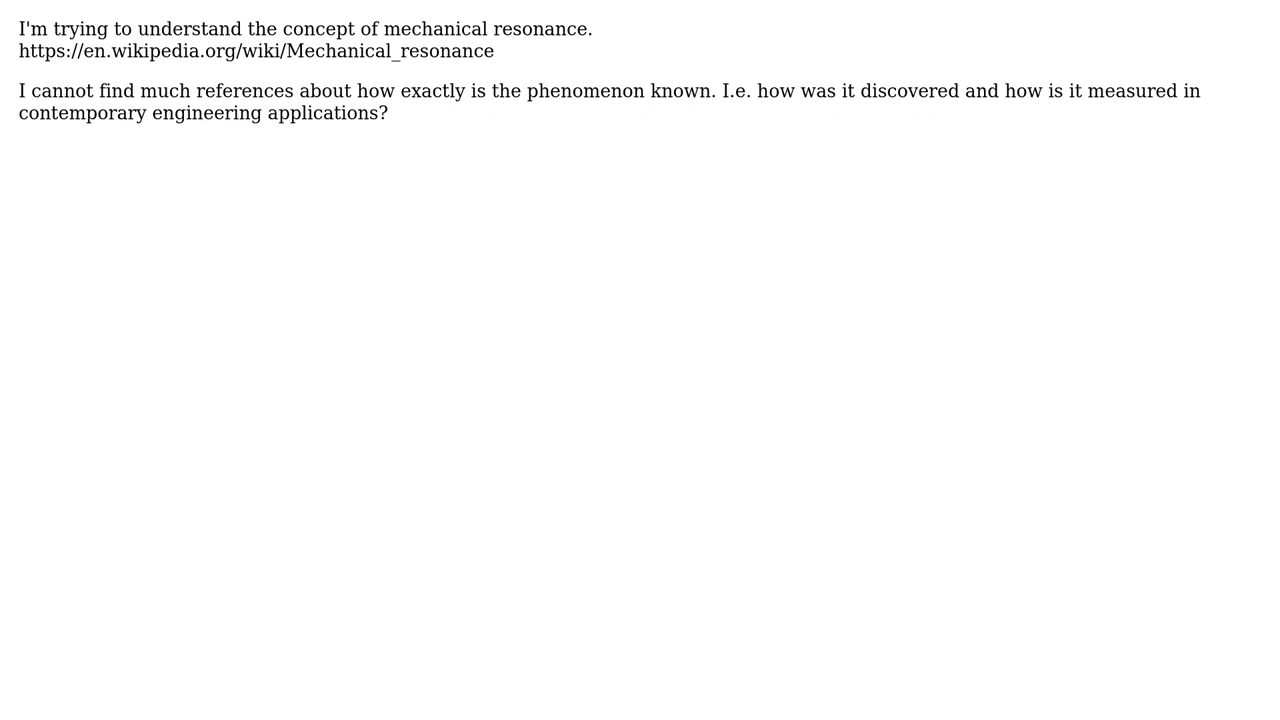 I'm trying to understand the concept of mechanical resonance.
https://en.wikipedia.org/wiki/Mechanical_resonance
I cannot find much references about how exactly is the phenomenon known. I.e. how was it discovered and how is it measured in
contemporary engineering applications?